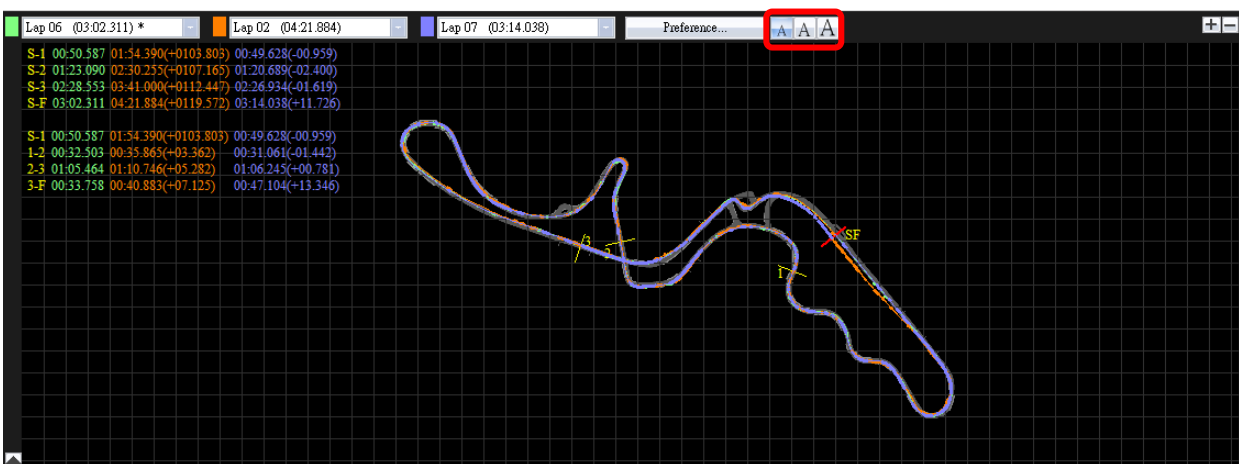 Lap 06 (03:02.311) * Lap 02 (04:21.884) Lap 07 (03:14.038) Preference... A A A + -
S-1 00:50.587 01:54.390(+0103.803) 00:49.628(-00.959)
S-2 01:23.090 02:30.255(+0107.165) 01:20.689(-02.400)
S-3 02:28.553 03:41.000(+0112.447) 02:26.934(-01.619)
S-F 03:02.311 04:21.884(+0119.572) 03:14.038(+11.726)
S-1 00:50.587 01:54.390(+0103.803) 00:49.628(-00.959)
1-2 00:32.503 00:35.865(+03.362) 00:31.061(-01.442)
2-3 01:05.464 01:10.746(+05.282) 01:06.245(+00.781)
3-F 00:33.758 00:40.883(+07.125) 00:47.104(+13.346)
SF
3
2
1